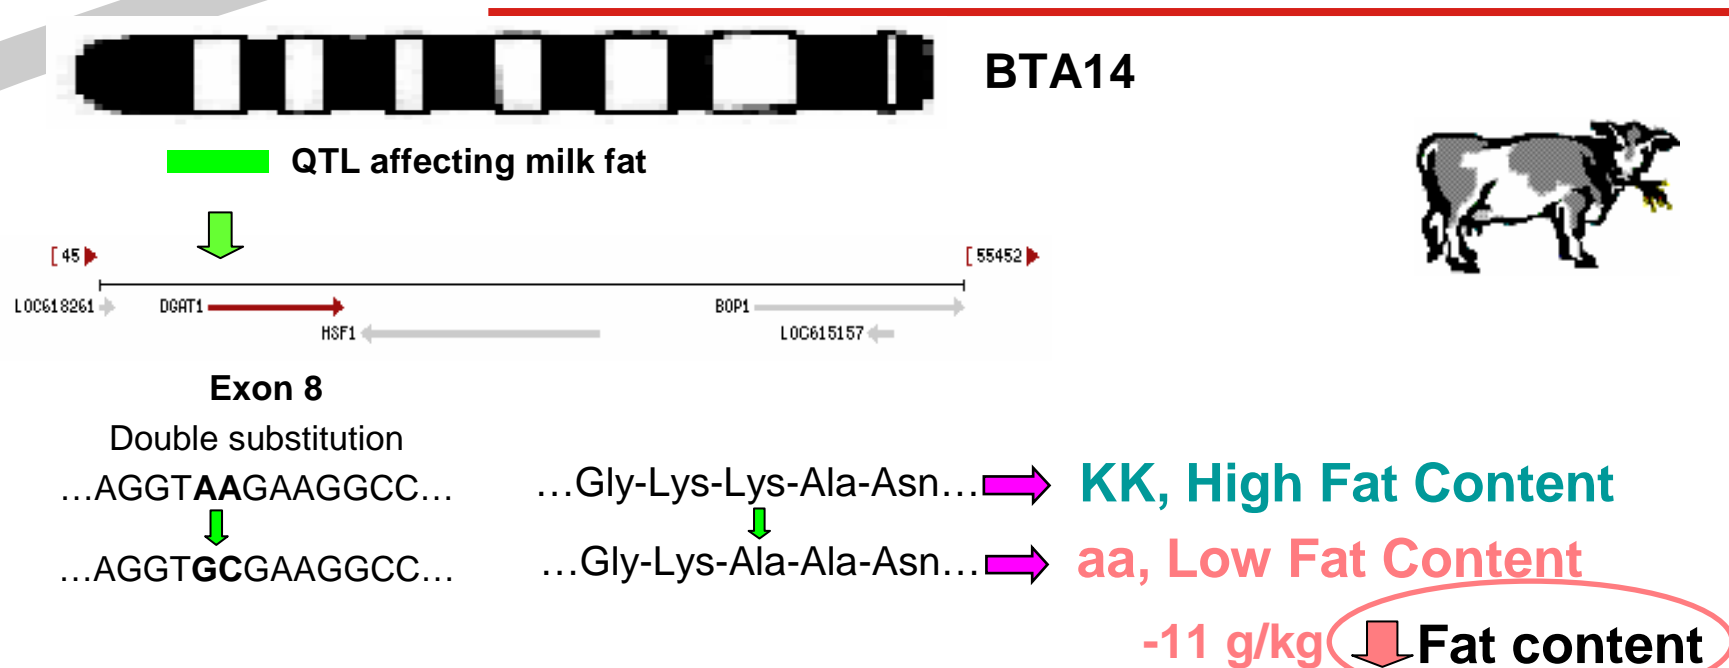 BTA14
QTL affecting milk fat
[ 45
[ 55452
LOC618261
DGAT1
BOP1
HSF1
LOC615157
Exon 8
Double substitution
…AGGTAAGAAGGCC…
…Gly-Lys-Lys-Ala-Asn…
KK, High Fat Content
…AGGTGCGAAGGCC…
…Gly-Lys-Ala-Ala-Asn…
aa, Low Fat Content
-11 g/kg Fat content